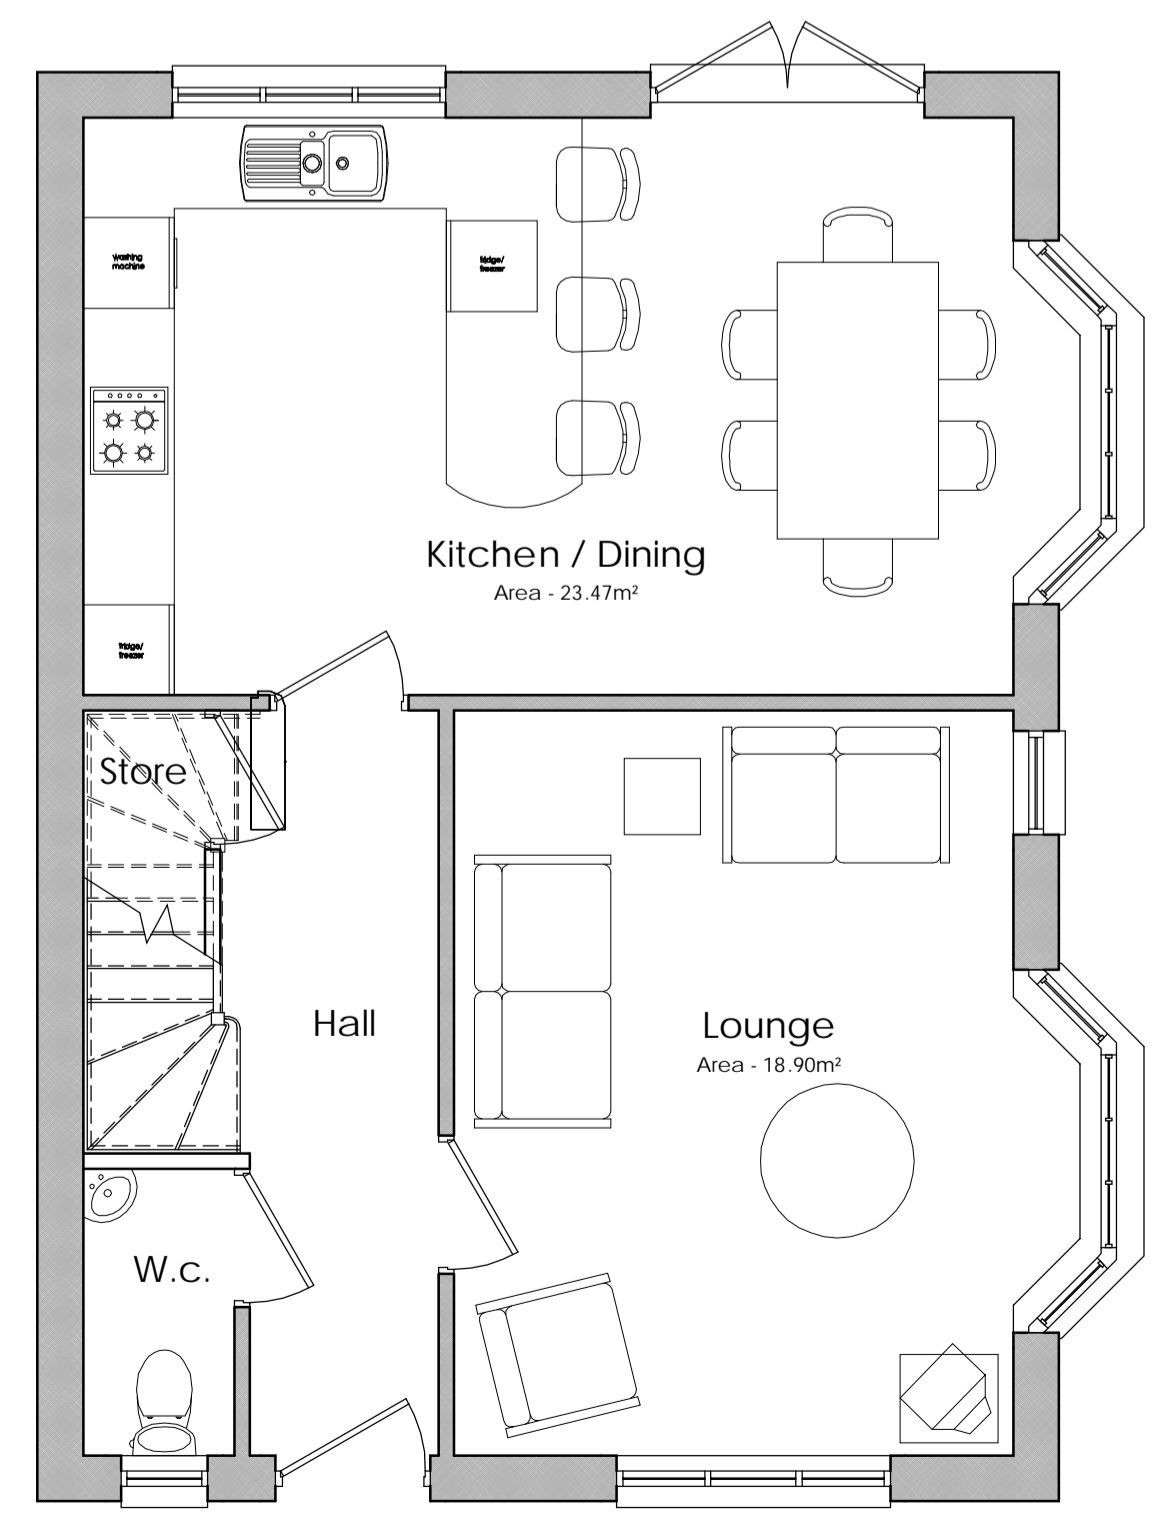 washing
machine
fridge/
freezer
Kitchen / Dining
Area - 23.47m²
fridge/
freezer
Store
Hall
Lounge
Area - 18.90m²
W.c.